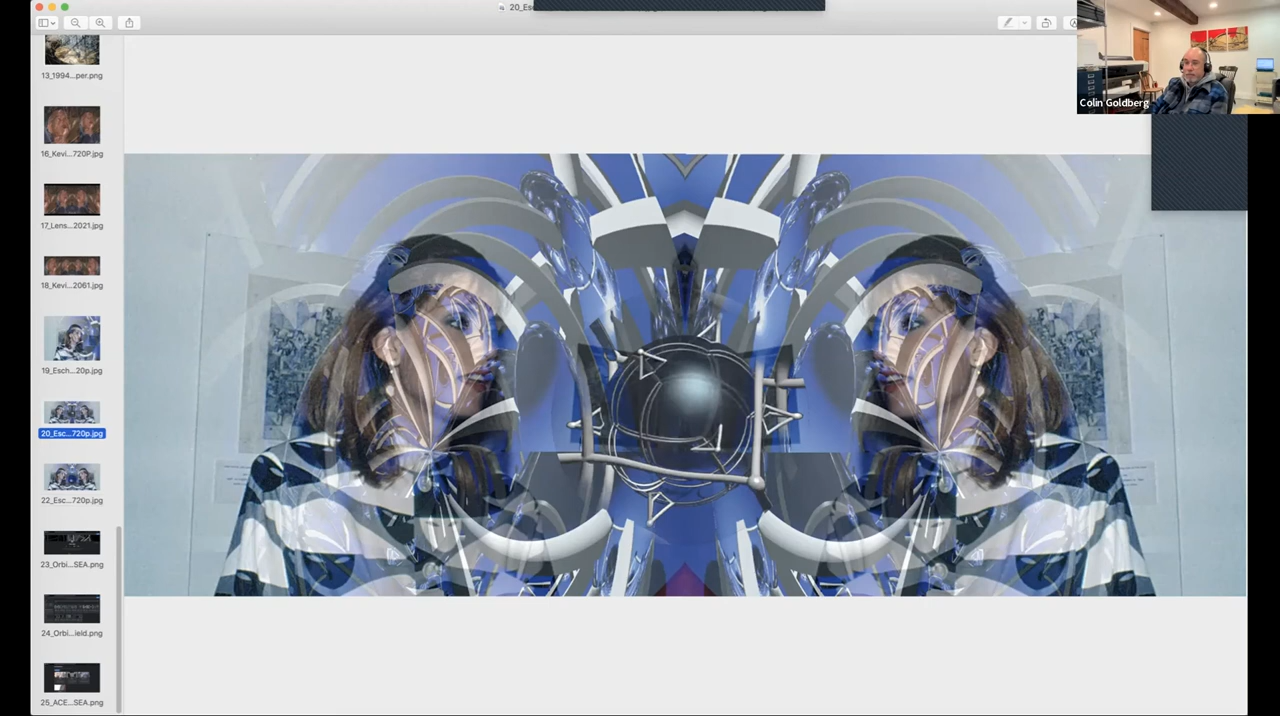 20_Esc
Colin Goldberg
13_1994...per.png
16_Kevi...720P.jpg
17_Lens...2021.jpg
18_Kevi...2061.jpg
19_Esch...20p.jpg
20_Esc...720p.jpg
22_Esc...720p.jpg
23_Orbi...SEA.png
24_Orbi...ield.png
25_ACE...SEA.png